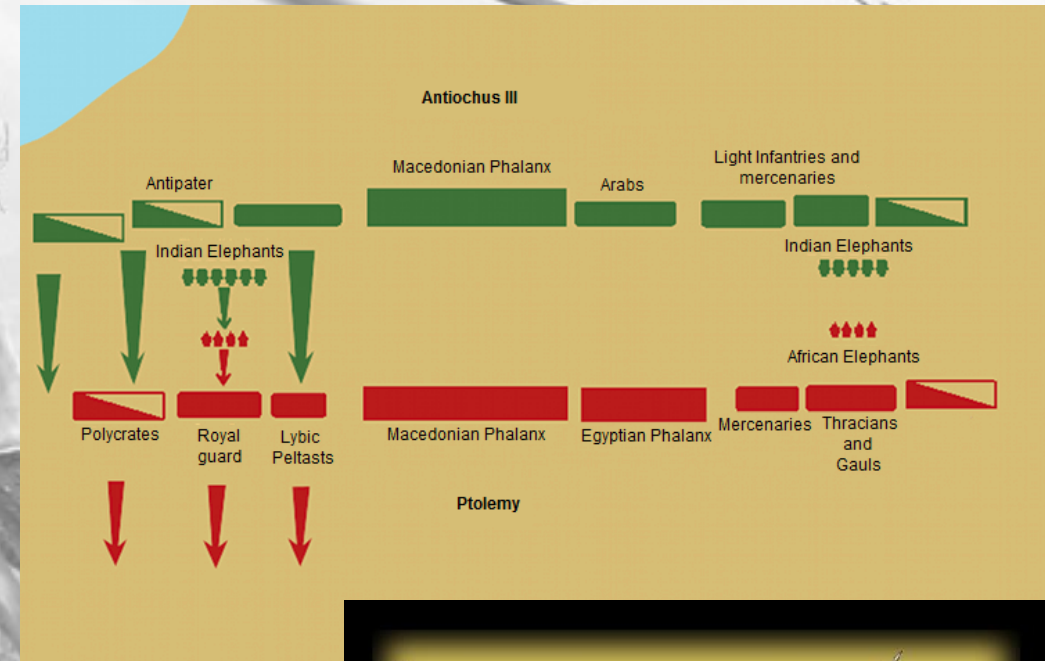 Antiochus III
Light Infantries and
mercenaries
Macedonian Phalanx
Antipater
Arabs
Indian Elephants
Indian Elephants
African Elephants
Polycrates
Royal
guard
Lybic
Peltasts
Macedonian Phalanx
Egyptian Phalanx
Mercenaries
Thracians
and
Gauls
Ptolemy